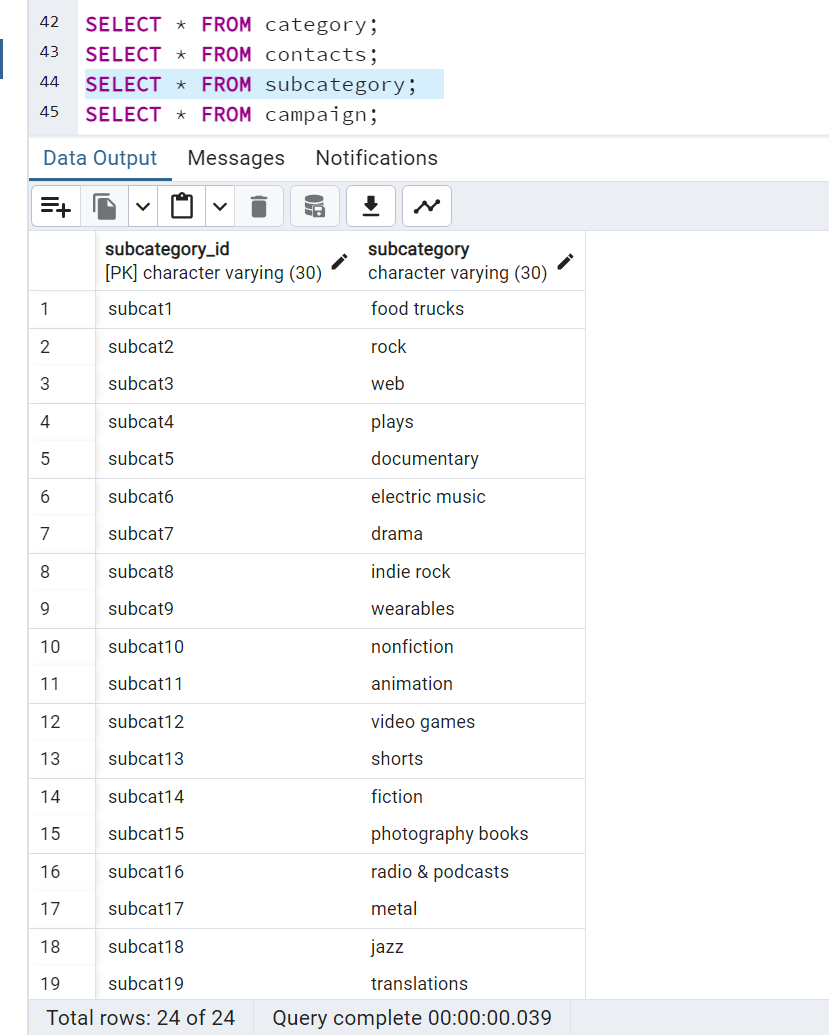 42 SELECT * FROM category;
43 SELECT * FROM contacts;
44 SELECT * FROM subcategory;
45 SELECT * FROM campaign;
Data Output Messages Notifications
subcategory_id subcategory
[PK] character varying (30) character varying (30)
1 subcat1 food trucks
2 subcat2 rock
3 subcat3 web
4 subcat4 plays
5 subcat5 documentary
6 subcat6 electric music
7 subcat7 drama
8 subcat8 indie rock
9 subcat9 wearables
10 subcat10 nonfiction
11 subcat11 animation
12 subcat12 video games
13 subcat13 shorts
14 subcat14 fiction
15 subcat15 photography books
16 subcat16 radio & podcasts
17 subcat17 metal
18 subcat18 jazz
19 subcat19 translations
Total rows: 24 of 24 Query complete 00:00:00.039